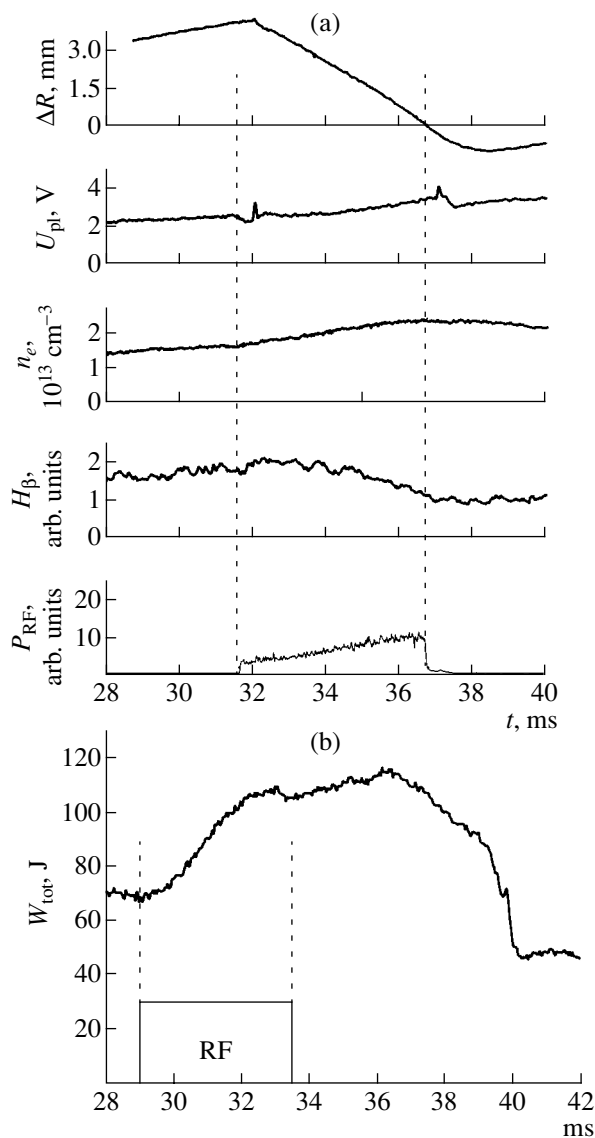 (a)
ΔR, mm
3.0
1.5
0
U_pl, V
4
2
0
n_e,
10^13 cm^−3
2
1
0
H_β,
arb. units
2
1
0
P_RF,
arb. units
20
10
28 30 32 34 36 38 40
t, ms
(b)
W_tot, J
120
100
80
60
40
20
RF
28 30 32 34 36 38 40 42
ms